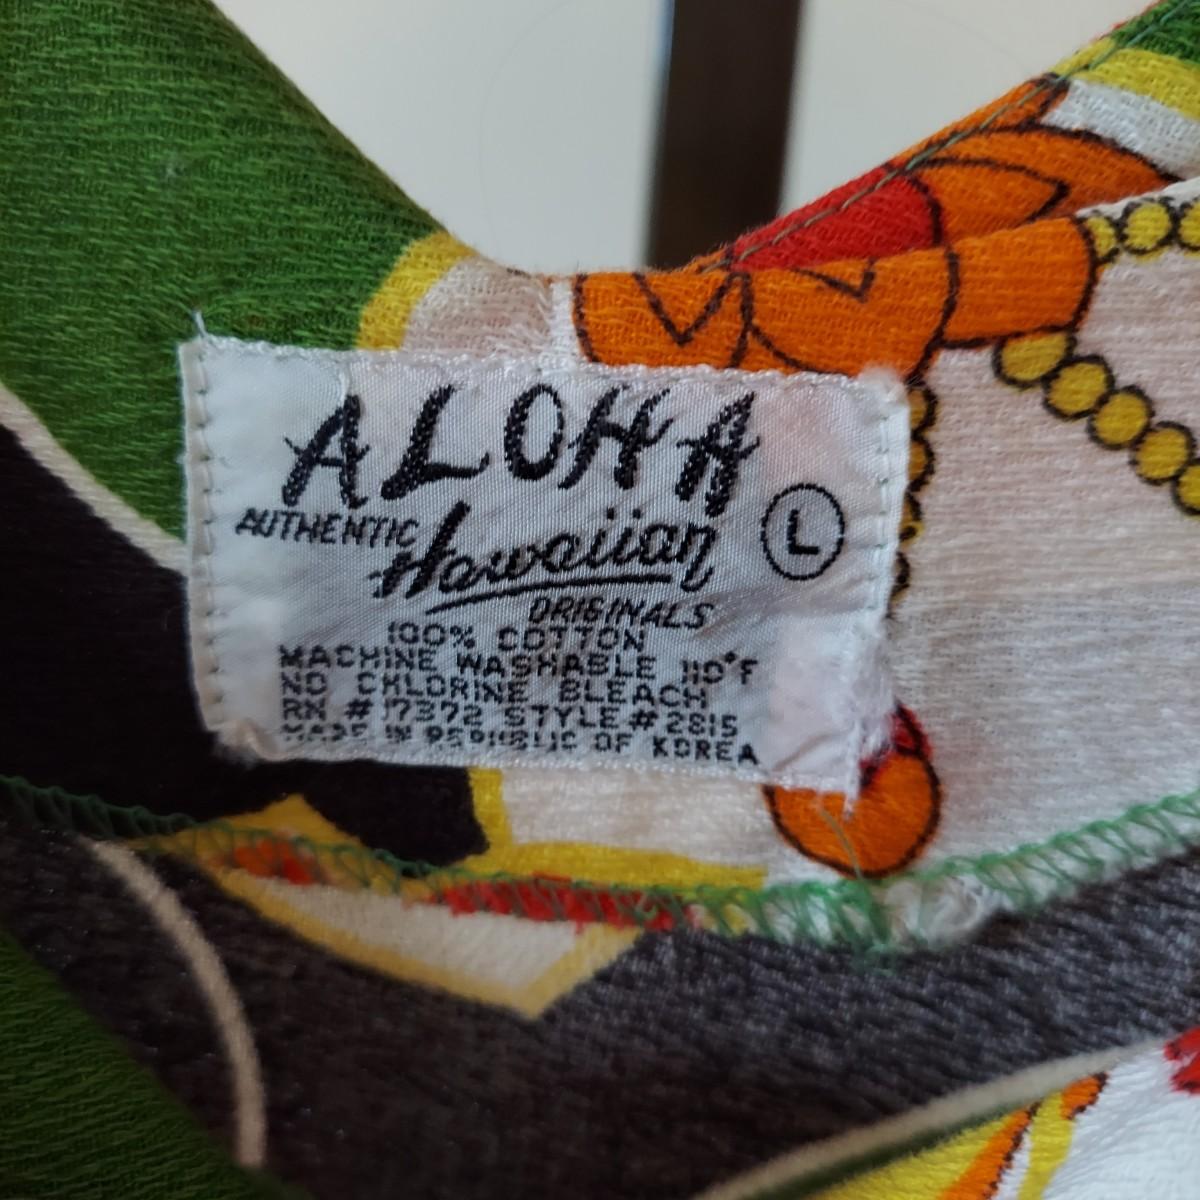 ALOHA
AUTHENTIC Hawaiian L
ORIGINALS
100% COTTON
MACHINE WASHABLE 110°F
NO CHLORINE BLEACH
RN # 17372 STYLE # 2815
MADE IN REPUBLIC OF KOREA